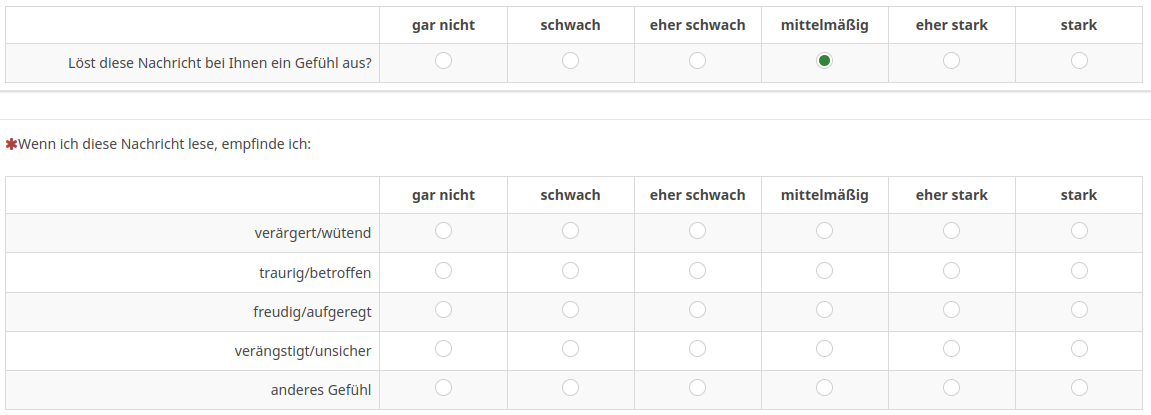 gar nicht schwach eher schwach mittelmäßig eher stark stark
Löst diese Nachricht bei Ihnen ein Gefühl aus?
✱Wenn ich diese Nachricht lese, empfinde ich:
gar nicht schwach eher schwach mittelmäßig eher stark stark
verärgert/wütend
traurig/betroffen
freudig/aufgeregt
verängstigt/unsicher
anderes Gefühl